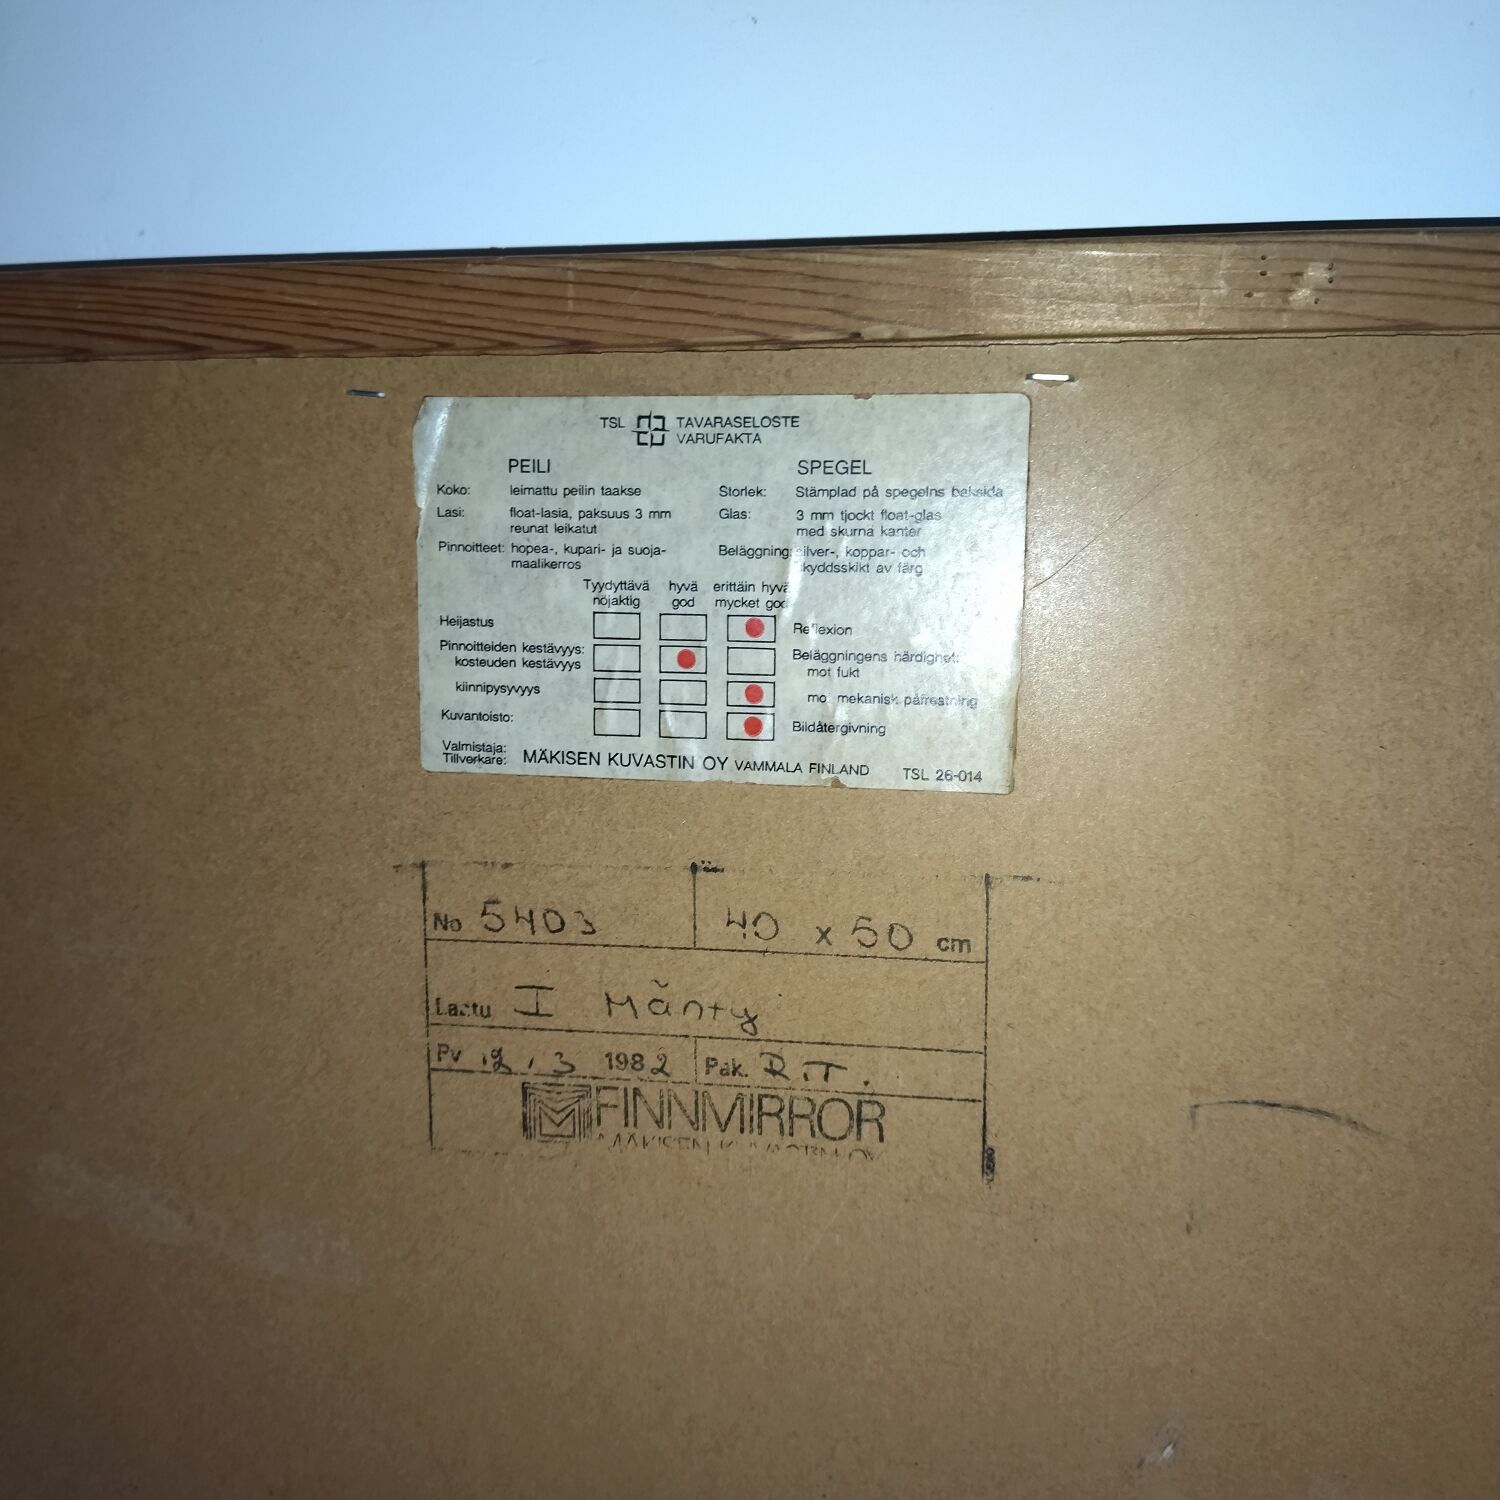 TSL TAVARASELOSTE
VARUFAKTA
PEILI SPEGEL
Koko: leimattu peilin taakse Storlek: Stämplad på spegelns baksida
Lasi: float-lasia, paksuus 3 mm Glas: 3 mm tjockt float-glas
reunat leikatut med skurna kanter
Pinnoitteet: hopea-, kupari- ja suoja- Beläggning: silver-, koppar- och
maalikerros skyddsskikt av färg
Tyydyttävä hyvä erittäin hyvä
nöjaktig god mycket god
Heijastus Reflexion
Pinnoitteiden kestävyys: Beläggningens härdighet:
kosteuden kestävyys mot fukt
kiinnipysyvyys mot mekanisk påfrestning
Kuvantoisto: Bildåtergivning
Valmistaja:
Tillverkare: MÄKISEN KUVASTIN OY VAMMALA FINLAND TSL 26-014
No 5403 40 x 50 cm
Laatu I Mänty
Pv 3 1982 Pak. R.T.
FINNMIRROR